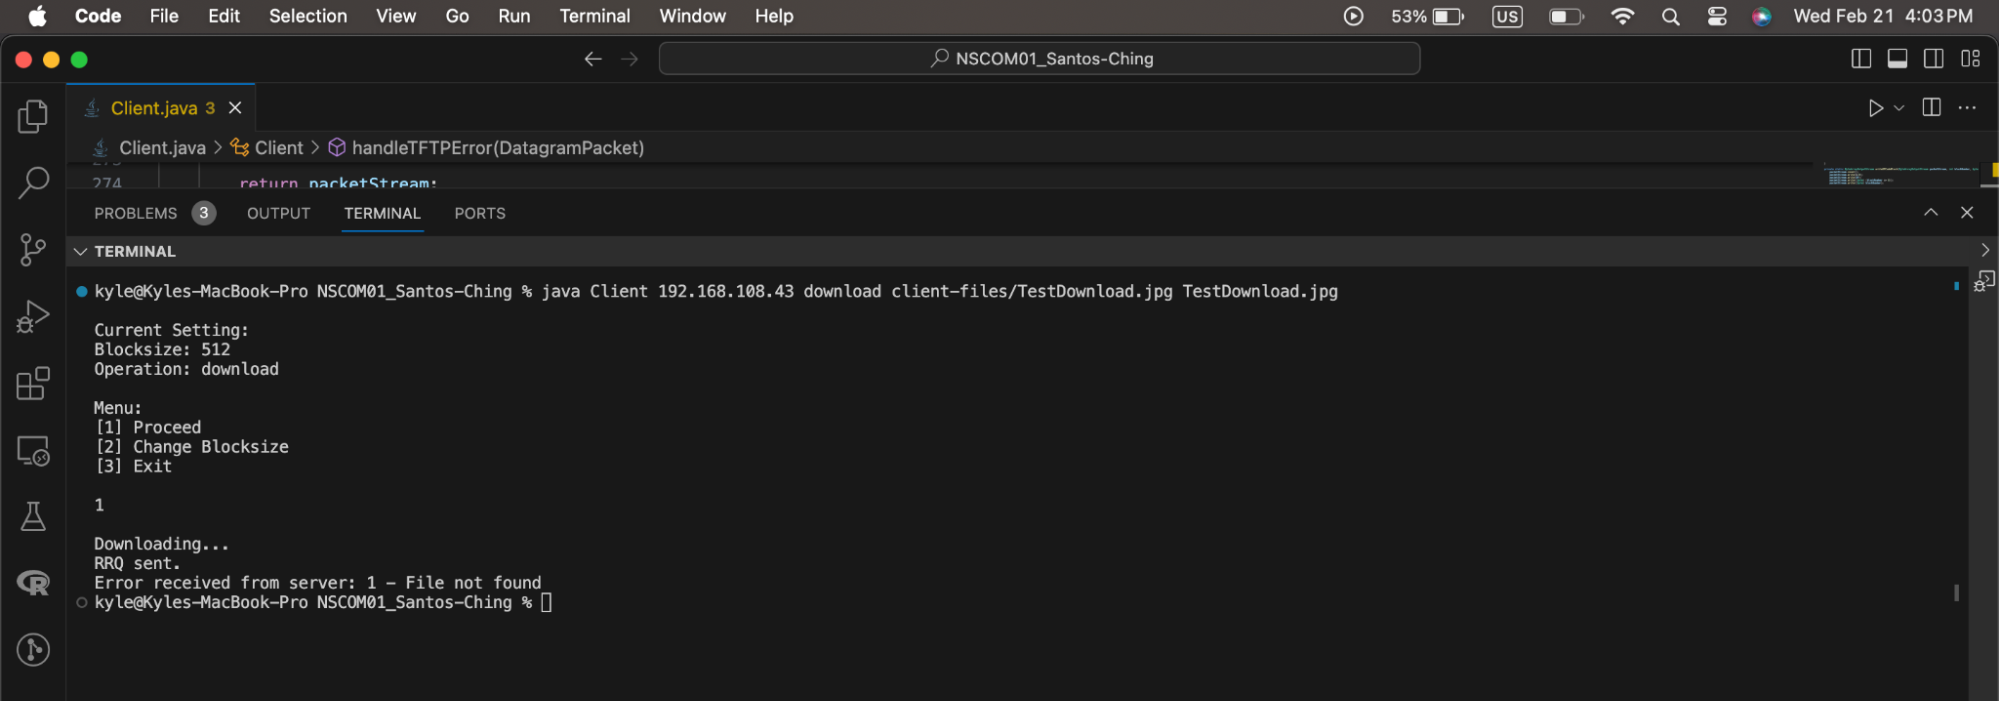 Code File Edit Selection View Go Run Terminal Window Help 53% US Wed Feb 21 4:03 PM
NSCOM01_Santos-Ching
Client.java 3
Client.java > Client > handleTFTPError(DatagramPacket)
274 return packetStream;
PROBLEMS 3 OUTPUT TERMINAL PORTS
TERMINAL
kyle@Kyles-MacBook-Pro NSCOM01_Santos-Ching % java Client 192.168.108.43 download client-files/TestDownload.jpg TestDownload.jpg
Current Setting:
Blocksize: 512
Operation: download
Menu:
[1] Proceed
[2] Change Blocksize
[3] Exit
1
Downloading...
RRQ sent.
Error received from server: 1 - File not found
kyle@Kyles-MacBook-Pro NSCOM01_Santos-Ching %